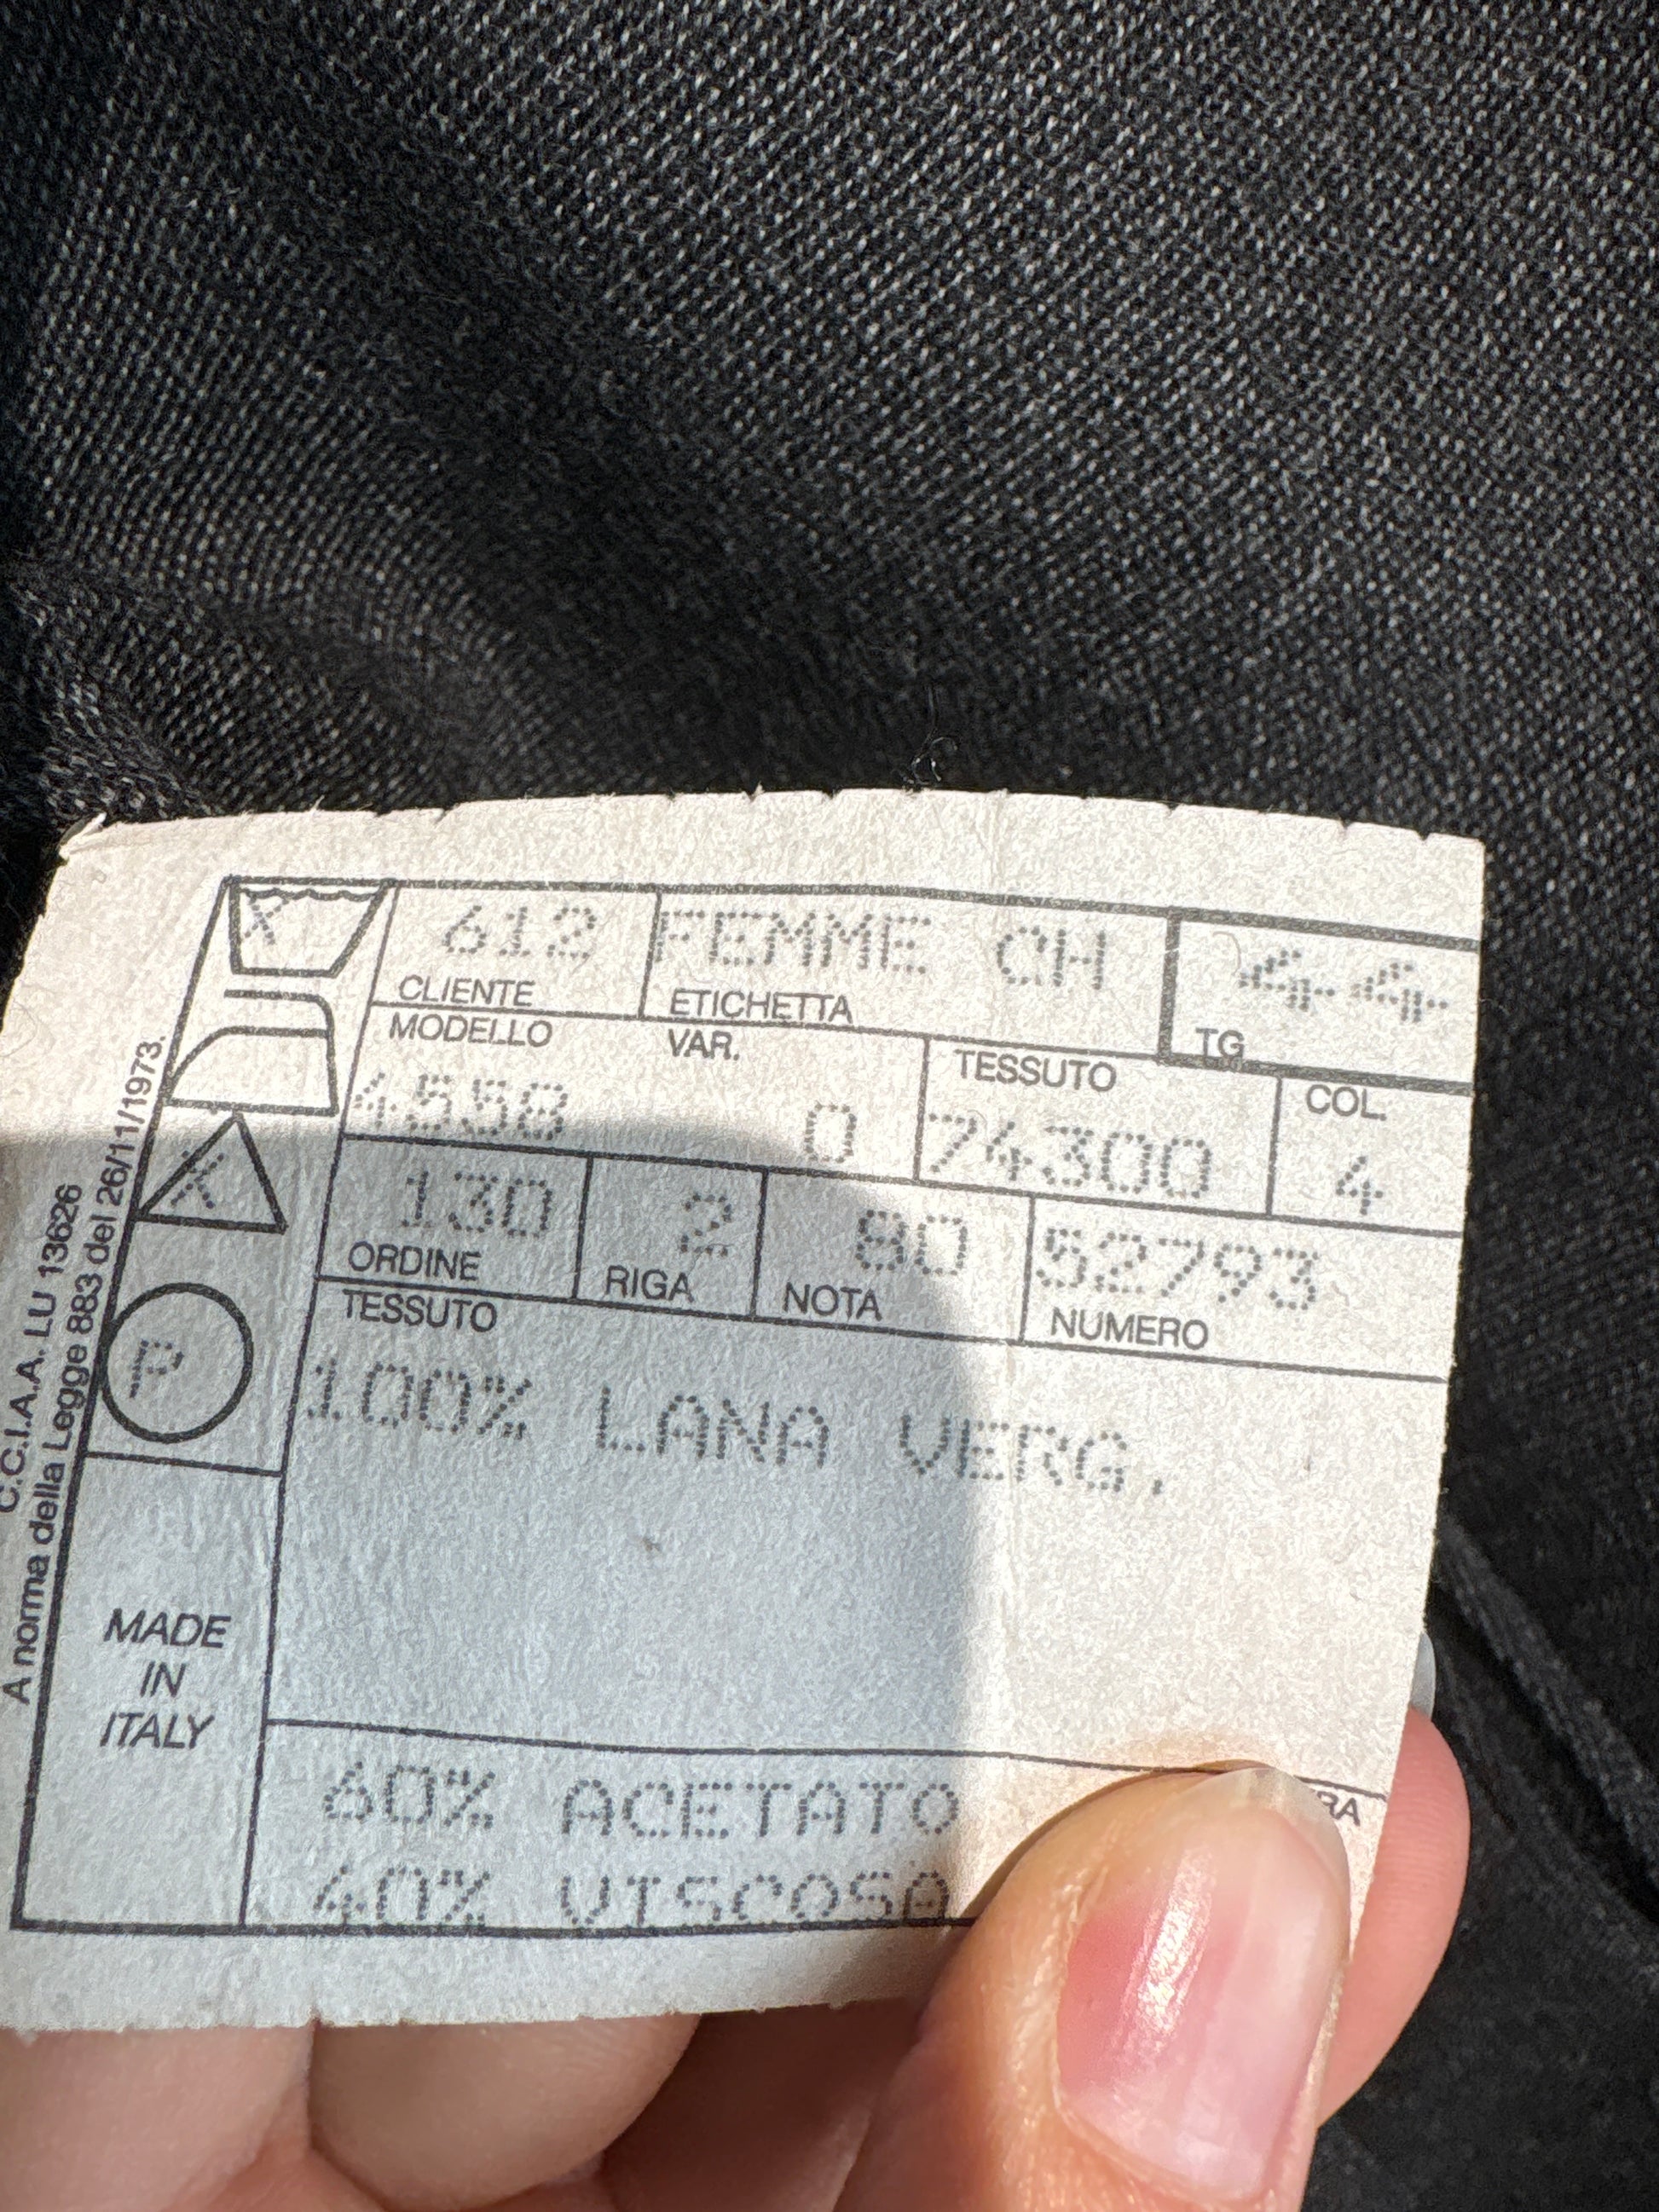 X
612 FEMME CH 44
CLIENTE ETICHETTA TG
MODELLO VAR. TESSUTO COL.
4558 0 74300 4
X
130 2 80 52793
ORDINE RIGA NOTA NUMERO
TESSUTO
P
100% LANA VERG.
MADE
IN
ITALY
60% ACETATO
40% VISCOSA
C.C.I.A.A. LU 13626
A norma della Legge 883 del 26/11/1973.